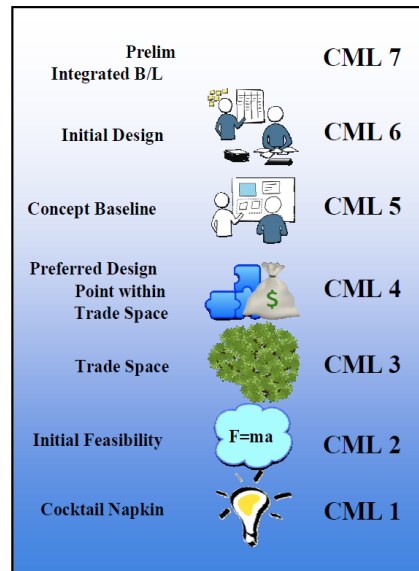 Prelim CML 7
Integrated B/L
Initial Design CML 6
Concept Baseline CML 5
Preferred Design
Point within CML 4
Trade Space
$
Trade Space CML 3
Initial Feasibility F=ma CML 2
Cocktail Napkin CML 1